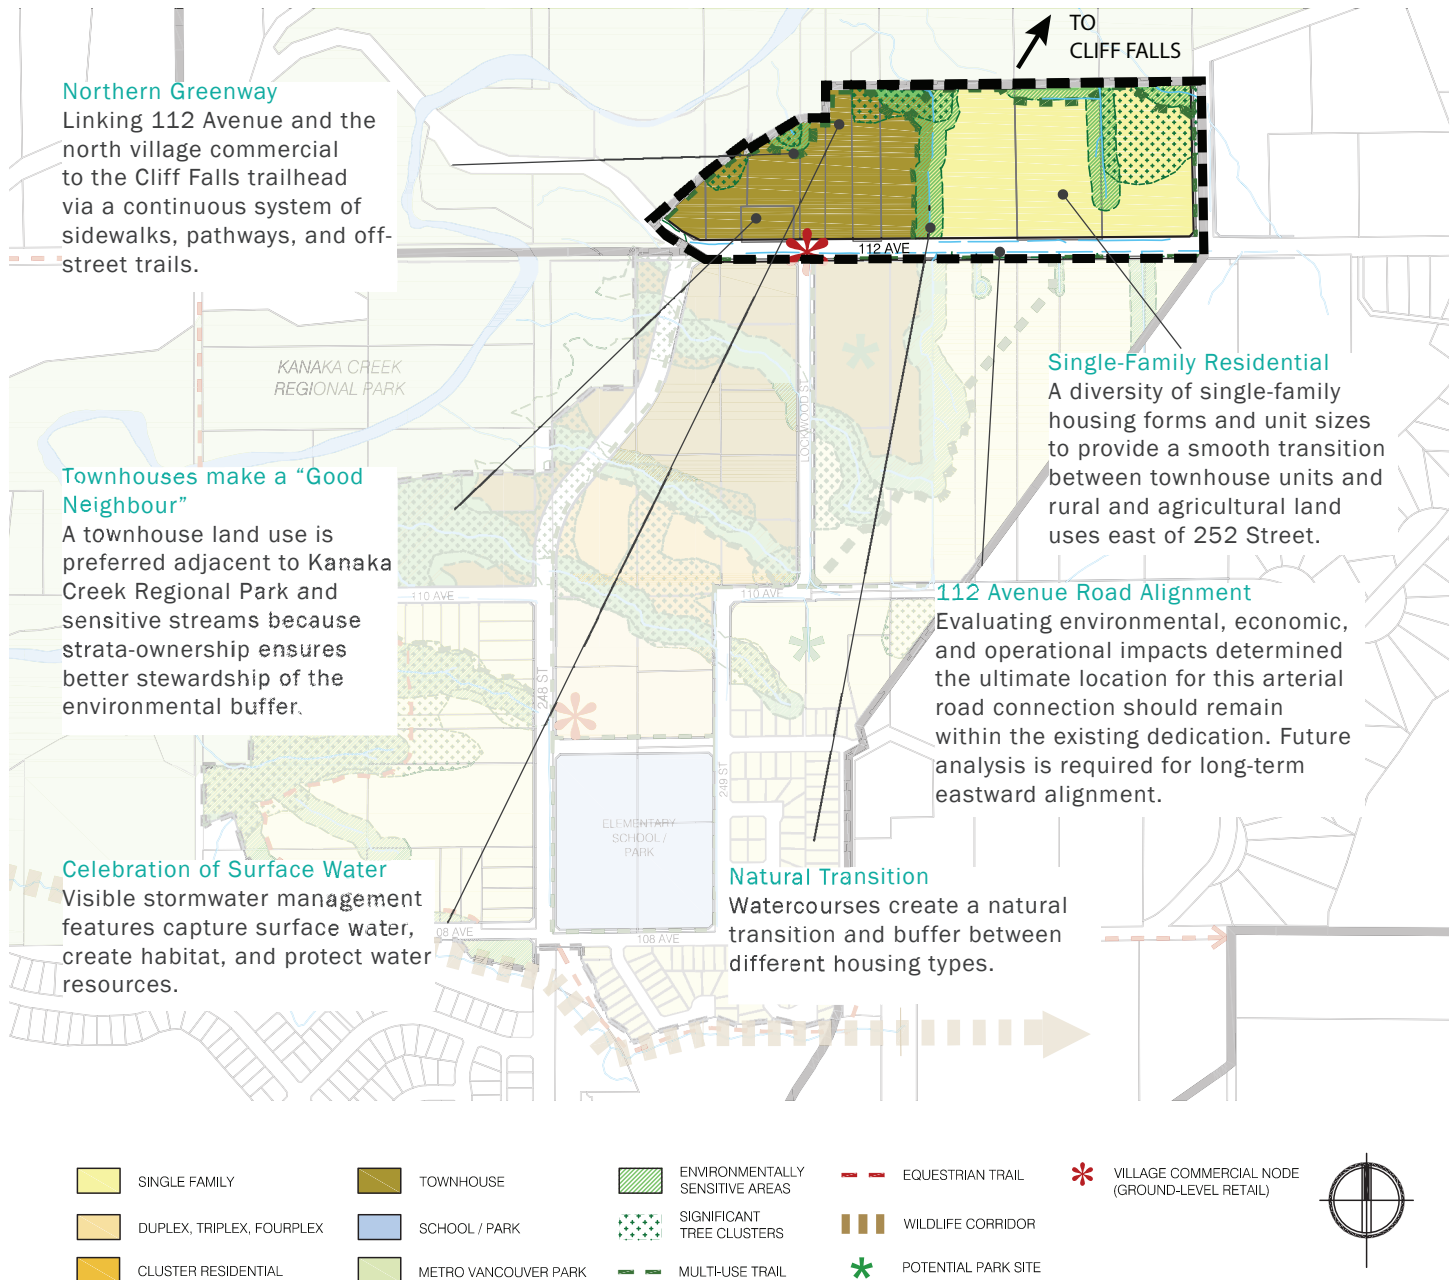 TO
CLIFF FALLS
Northern Greenway
Linking 112 Avenue and the
north village commercial
to the Cliff Falls trailhead
via a continuous system of
sidewalks, pathways, and off-
street trails.
112 AVE
KANAKA CREEK
REGIONAL PARK
LOCKWOOD ST
Single-Family Residential
A diversity of single-family
housing forms and unit sizes
to provide a smooth transition
between townhouse units and
rural and agricultural land
uses east of 252 Street.
Townhouses make a “Good
Neighbour”
A townhouse land use is
preferred adjacent to Kanaka
Creek Regional Park and
sensitive streams because
strata-ownership ensures
better stewardship of the
environmental buffer.
110 AVE
110 AVE
248 ST
249 ST
112 Avenue Road Alignment
Evaluating environmental, economic,
and operational impacts determined
the ultimate location for this arterial
road connection should remain
within the existing dedication. Future
analysis is required for long-term
eastward alignment.
ELEMENTARY
SCHOOL /
PARK
Celebration of Surface Water
Visible stormwater management
features capture surface water,
create habitat, and protect water
resources.
08 AVE
108 AVE
Natural Transition
Watercourses create a natural
transition and buffer between
different housing types.
SINGLE FAMILY
DUPLEX, TRIPLEX, FOURPLEX
CLUSTER RESIDENTIAL
TOWNHOUSE
SCHOOL / PARK
METRO VANCOUVER PARK
ENVIRONMENTALLY
SENSITIVE AREAS
SIGNIFICANT
TREE CLUSTERS
MULTI-USE TRAIL
EQUESTRIAN TRAIL
WILDLIFE CORRIDOR
POTENTIAL PARK SITE
VILLAGE COMMERCIAL NODE
(GROUND-LEVEL RETAIL)